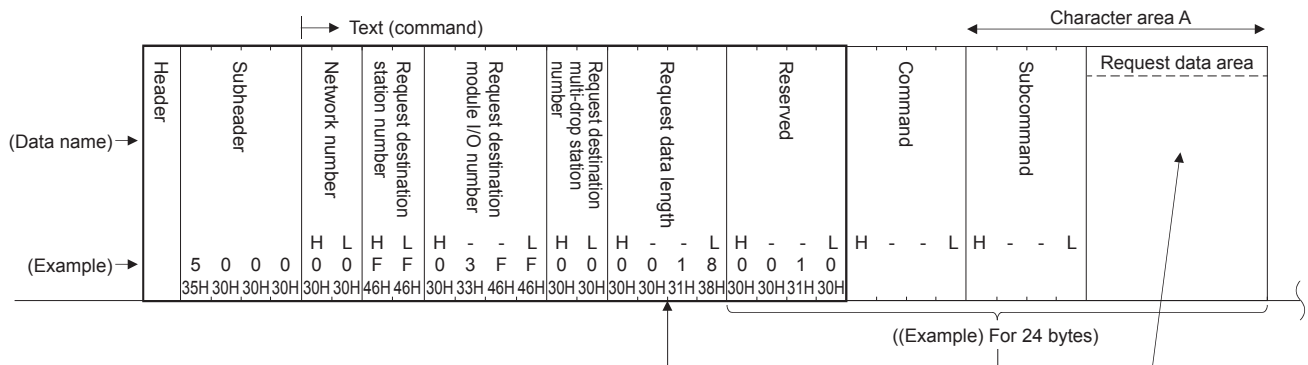 Text (command)
Character area A
(Data name)
Header
Subheader
Network number
Request destination
station number
Request destination
module I/O number
Request destination
multi-drop station
number
Request data length
Reserved
Command
Subcommand
Request data area
H L H L H - - L H L H - - L H - - L H - - L H - - L
(Example) 5 0 0 0 0 0 F F 0 3 F F 0 0 0 0 1 8 0 0 1 0
35H 30H 30H 30H 30H 30H 46H 46H 30H 33H 46H 46H 30H 30H 30H 30H 31H 38H 30H 30H 31H 30H
((Example) For 24 bytes)